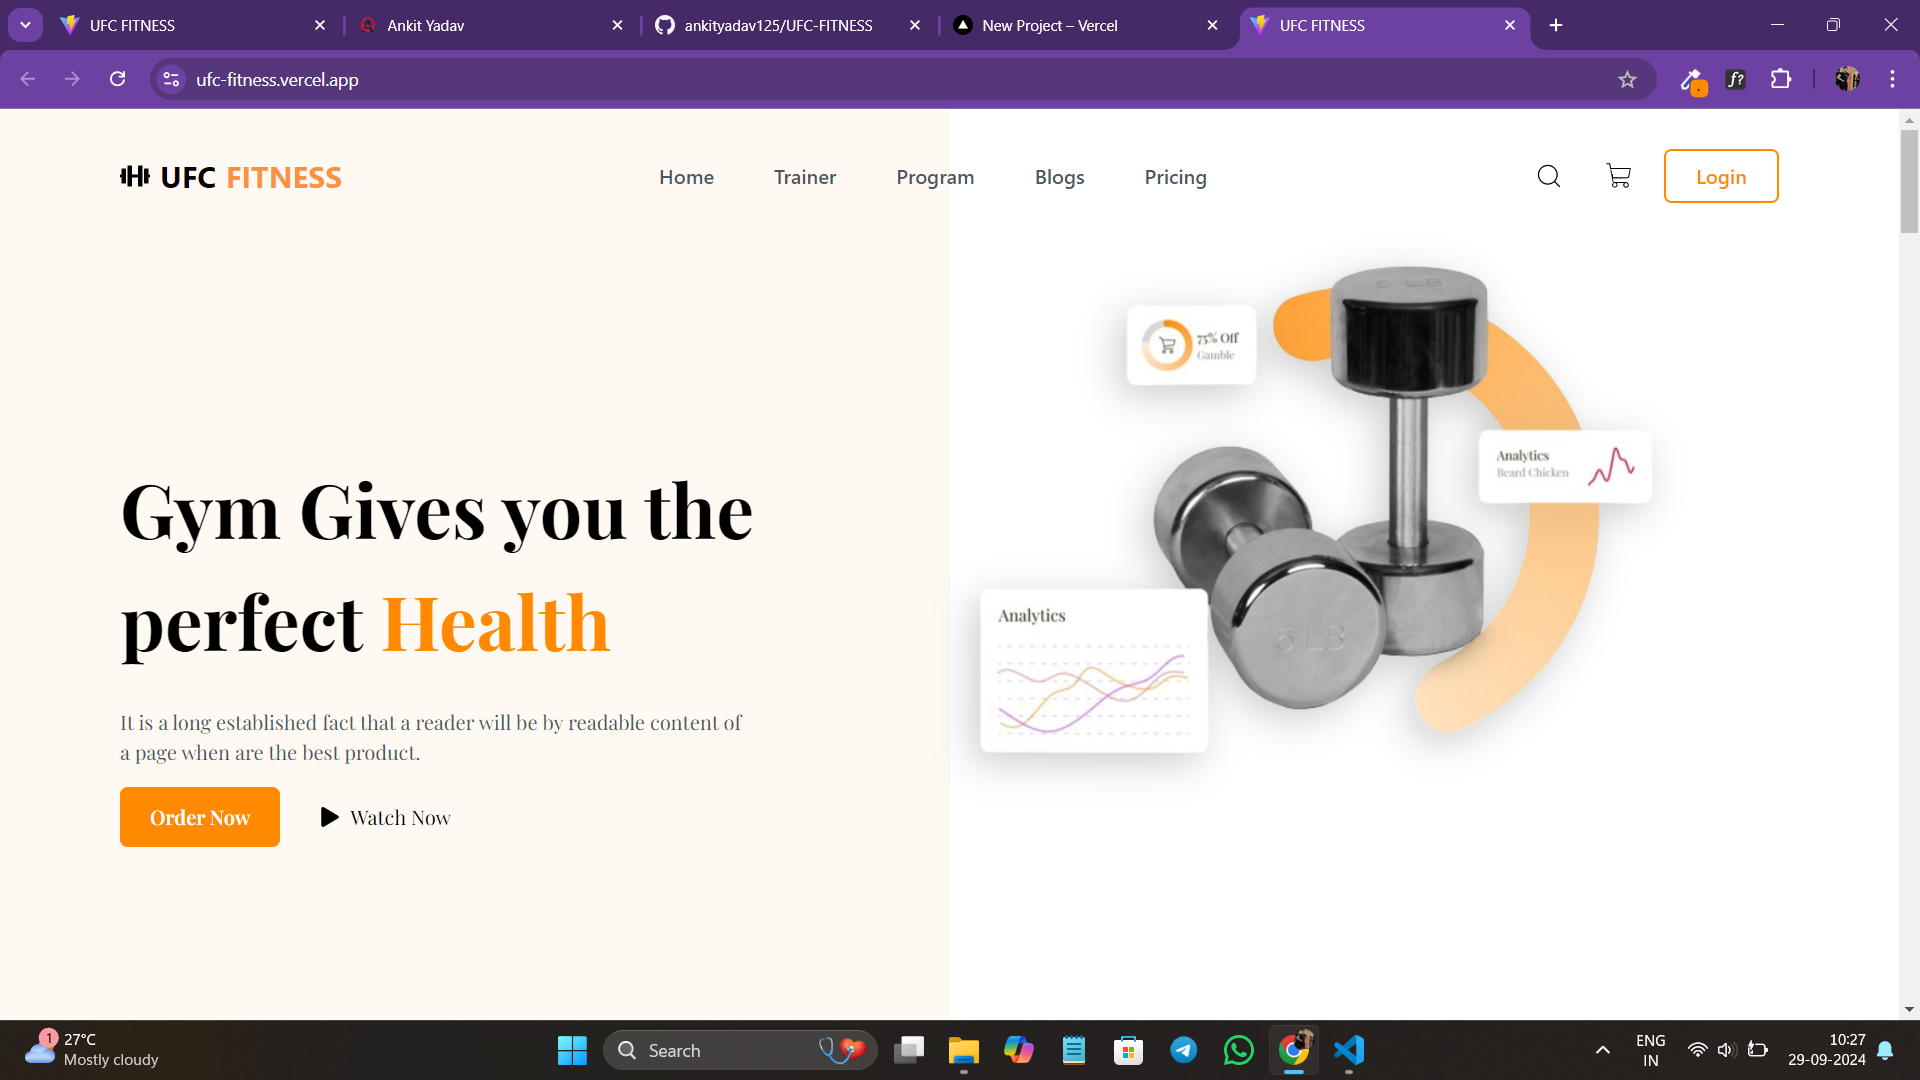 UFC FITNESS
Ankit Yadav
ankityadav125/UFC-FITNESS
New Project – Vercel
UFC FITNESS
ufc-fitness.vercel.app
f?
UFC FITNESS
Home
Trainer
Program
Blogs
Pricing
Login
5 LB
75% Off
Gamble
Analytics
Beard Chicken
Gym Gives you the
perfect Health
Analytics
5 LB
It is a long established fact that a reader will be by readable content of
a page when are the best product.
Order Now
Watch Now
1
27°C
Mostly cloudy
Search
ENG
IN
10:27
29-09-2024